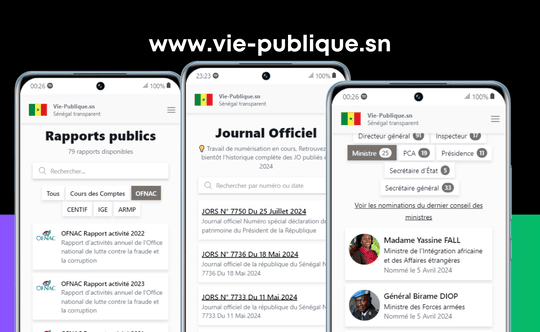 www.vie-publique.sn
00:26
Vie-Publique.sn
Sénégal transparent
Rapports publics
79 rapports disponibles
Rechercher...
Tous Cours des Comptes OFNAC
CENTIF IGE ARMP
OFNAC
OFNAC Rapport activité 2022
Rapport d'activités annuel de l'Office
national de lutte contre la fraude et
la corruption
OFNAC
OFNAC Rapport activité 2023
Rapport d'activités annuel de l'Office
national de lutte contre la fraude et
la corruption
OFNAC Rapport activité 2021
23:23
Vie-Publique.sn
Sénégal transparent
Journal Officiel
Travail de numérisation en cours, Retrouvez
bientôt l'historique complète des JO publiés
2024
Rechercher par numéro ou date
JORS N° 7750 Du 25 Juillet 2024
Journal officiel Numéro spécial déclaration de
patrimoine du Président de la République
JORS N° 7736 Du 18 Mai 2024
Journal officiel de la république du Sénégal N
7736 Du 18 Mai 2024
JORS N° 7733 Du 11 Mai 2024
Journal officiel de la république du Sénégal N
7733 Du 11 Mai 2024
00:26
Vie-Publique.sn
Sénégal transparent
Directeur général Inspecteur 77
Ministre 25 PCA 19 Présidence 11
Secrétaire d'État 5
Secrétaire général 33
Voir les nominations du dernier conseil des
ministres
Madame Yassine FALL
Ministre de l'Intégration africaine
et des Affaires étrangères
Nommé le 5 Avril 2024
Général Birame DIOP
Ministre des Forces armées
Nommé le 5 Avril 2024